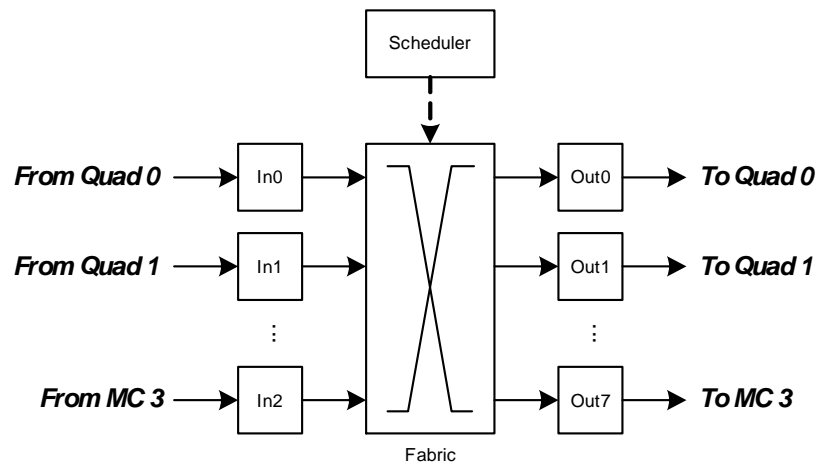 Scheduler
From Quad 0 In0 Out0 To Quad 0
From Quad 1 In1 Out1 To Quad 1
... ...
From MC 3 In2 Out7 To MC 3
Fabric